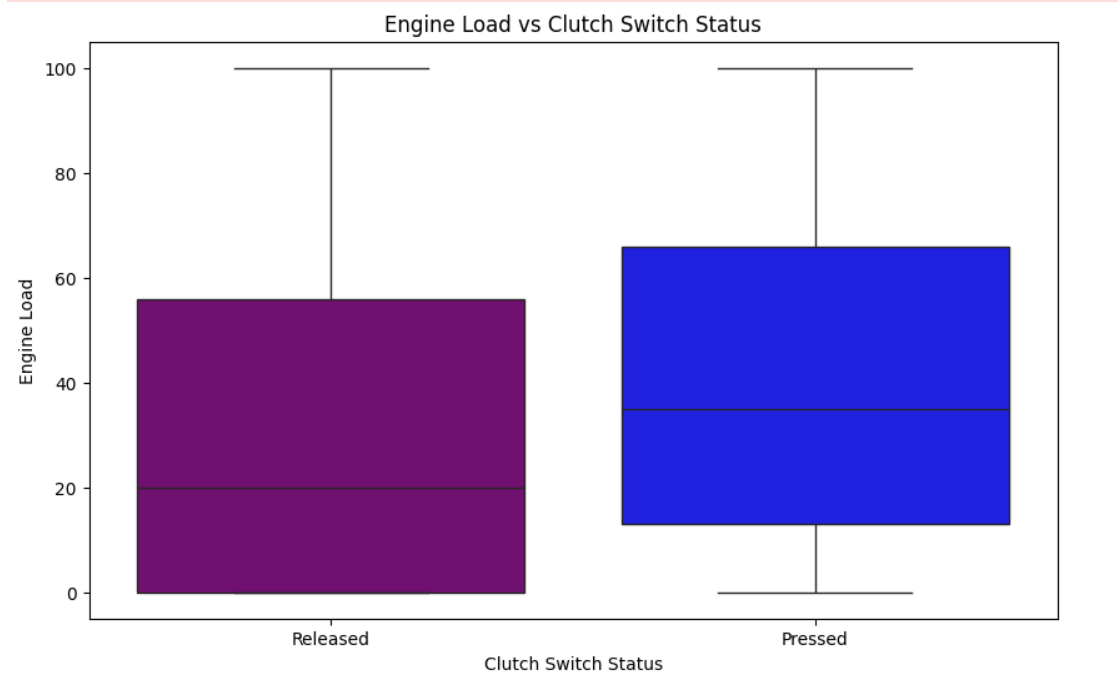 Engine Load vs Clutch Switch Status
100
80
60
40
20
0
Engine Load
Released
Pressed
Clutch Switch Status